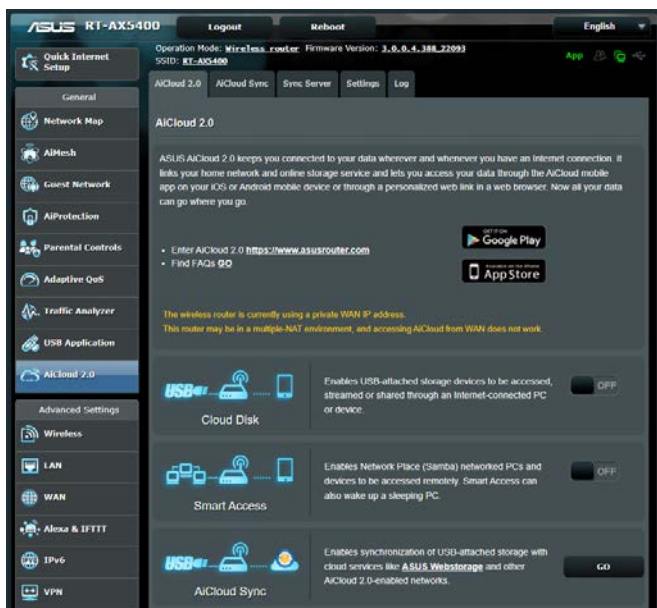 ASUS RT-AX5400
Logout
Reboot
English
Quick Internet
Setup
Operation Mode: Wireless router Firmware Version: 3.0.0.4.388_22093
SSID: RT-AX5400
App
AiCloud 2.0
AiCloud Sync
Sync Server
Settings
Log
General
Network Map
AiMesh
Guest Network
AiProtection
Parental Controls
Adaptive QoS
Traffic Analyzer
USB Application
AiCloud 2.0
Advanced Settings
Wireless
LAN
WAN
Alexa & IFTTT
IPv6
VPN
AiCloud 2.0
ASUS AiCloud 2.0 keeps you connected to your data wherever and whenever you have an Internet connection. It
links your home network and online storage service and lets you access your data through the AiCloud mobile
app on your iOS or Android mobile device or through a personalized web link in a web browser. Now all your data
can go where you go.
• Enter AiCloud 2.0 https://www.asusrouter.com
• Find FAQs GO
GET IT ON
Google Play
Available on the iPhone
App Store
The wireless router is currently using a private WAN IP address.
This router may be in a multiple-NAT environment, and accessing AiCloud from WAN does not work.
USB
Cloud Disk
Enables USB-attached storage devices to be accessed,
streamed or shared through an Internet-connected PC
or device.
OFF
Smart Access
Enables Network Place (Samba) networked PCs and
devices to be accessed remotely. Smart Access can
also wake up a sleeping PC.
OFF
USB
AiCloud Sync
Enables synchronization of USB-attached storage with
cloud services like ASUS Webstorage and other
AiCloud 2.0-enabled networks.
GO